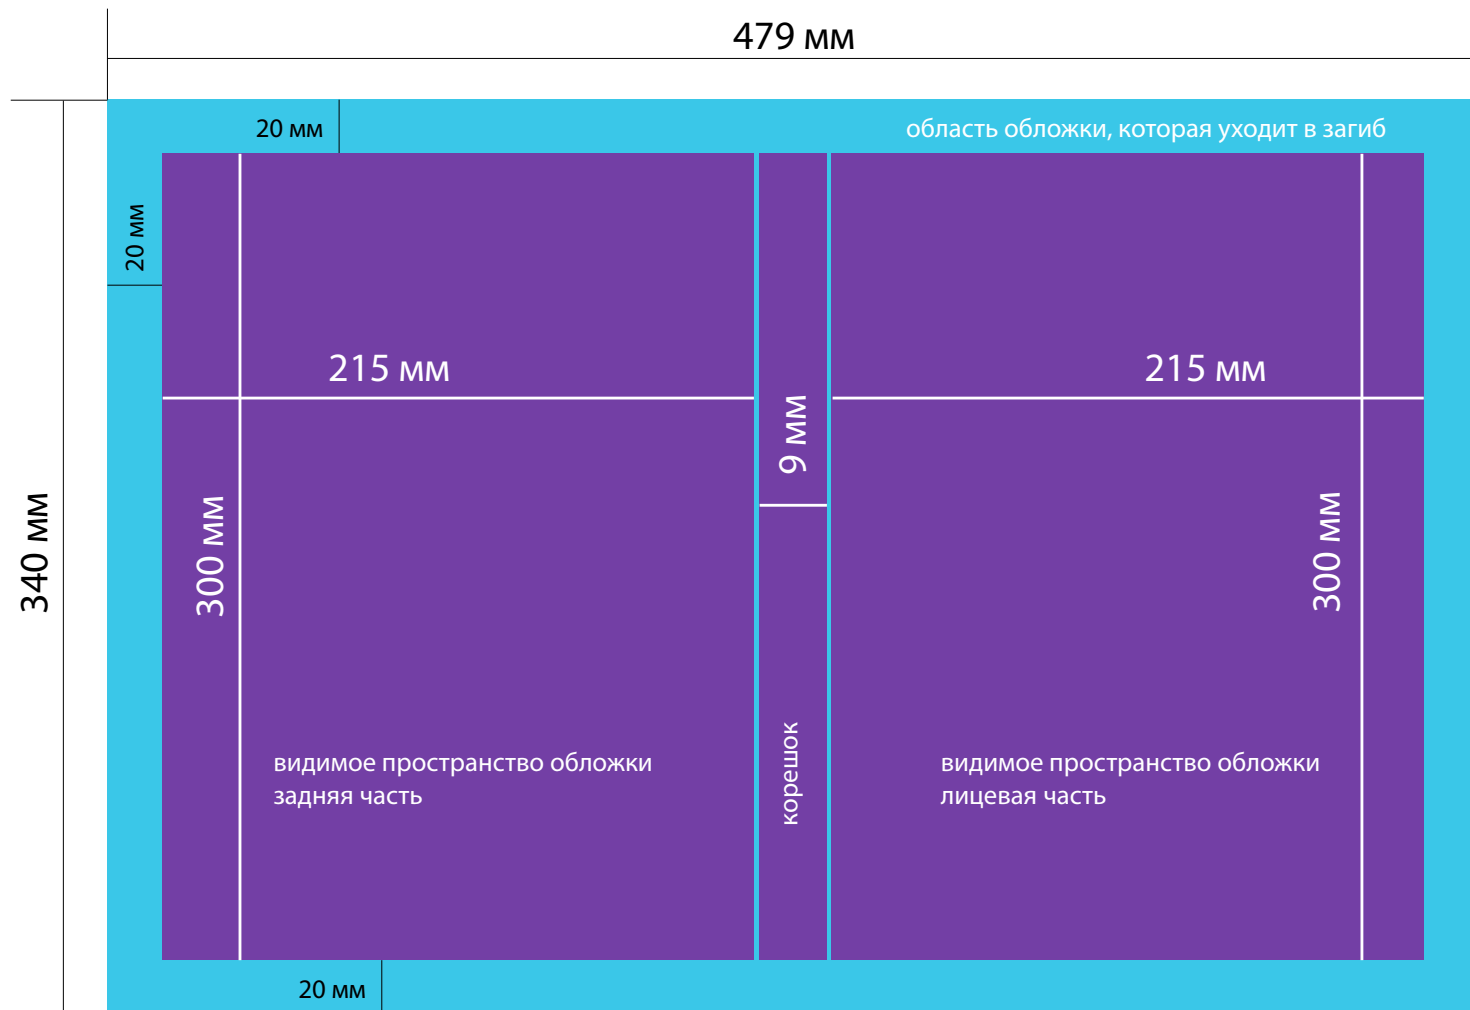 479 мм
20 мм
область обложки, которая уходит в загиб
20 мм
215 мм
215 мм
9 мм
340 мм
300 мм
300 мм
видимое пространство обложки
задняя часть
корешок
видимое пространство обложки
лицевая часть
20 мм